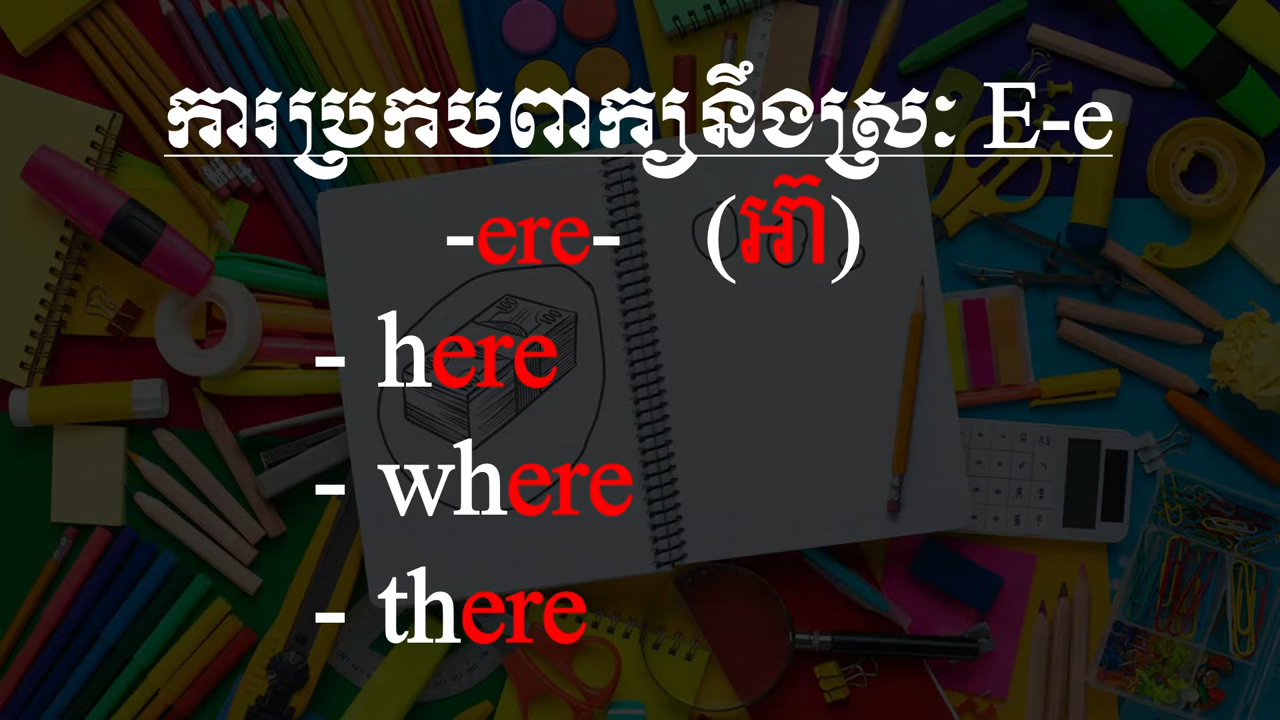 ការប្រកបពាក្យនឹងស្រៈ E-e
-ere- (អ៊ា)
- here
- where
- there